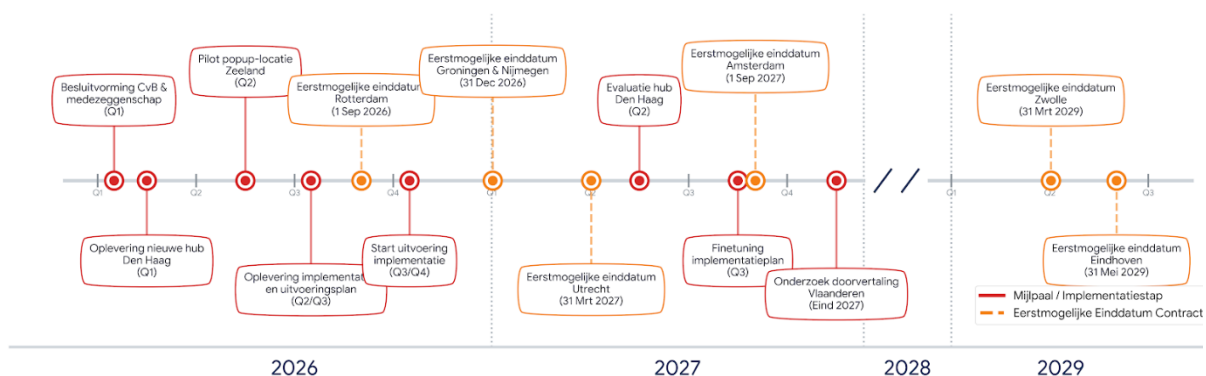 Besluitvorming CvB &
medezeggenschap
(Q1)
Pilot popup-locatie
Zeeland
(Q2)
Eerstmogelijke einddatum
Rotterdam
(1 Sep 2026)
Eerstmogelijke einddatum
Groningen & Nijmegen
(31 Dec 2026)
Evaluatie hub
Den Haag
(Q2)
Eerstmogelijke einddatum
Amsterdam
(1 Sep 2027)
Eerstmogelijke einddatum
Zwolle
(31 Mrt 2029)
Q1
Q2
Q3
Q4
Q1
Q2
Q3
Q4
Q1
Q2
Q3
Oplevering nieuwe hub
Den Haag
(Q1)
Oplevering implementat
en uitvoeringsplan
(Q2/Q3)
Start uitvoering
implementatie
(Q3/Q4)
Eerstmogelijke einddatum
Utrecht
(31 Mrt 2027)
Finetuning
implementatieplan
(Q3)
Onderzoek doorvertaling
Vlaanderen
(Eind 2027)
Eerstmogelijke einddatum
Eindhoven
(31 Mei 2029)
Mijlpaal / Implementatiestap
Eerstmogelijke Einddatum Contract
2026
2027
2028
2029